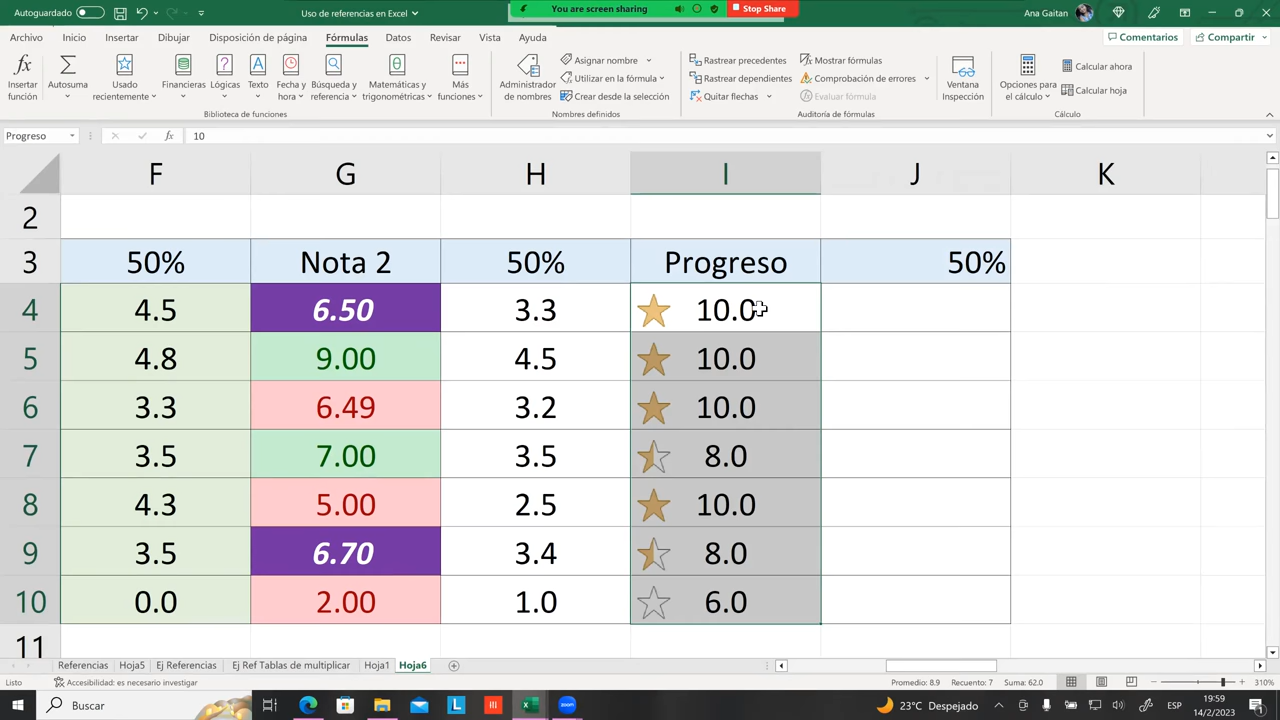 Autoguardado
Uso de referencias en Excel
You are screen sharing
Stop Share
Ana Gaitan
Archivo Inicio Insertar Dibujar Disposición de página Fórmulas Datos Revisar Vista Ayuda
Comentarios Compartir
Insertar función
Autosuma
Usado recientemente
Financieras
Lógicas
Texto
Fecha y hora
Búsqueda y referencia
Matemáticas y trigonométricas
Más funciones
Biblioteca de funciones
Administrador de nombres
Asignar nombre
Utilizar en la fórmula
Crear desde la selección
Nombres definidos
Rastrear precedentes
Rastrear dependientes
Quitar flechas
Mostrar fórmulas
Comprobación de errores
Evaluar fórmula
Auditoría de fórmulas
Ventana Inspección
Opciones para el cálculo
Calcular ahora
Calcular hoja
Cálculo
Progreso fx 10
F G H I J K
2
3 50% Nota 2 50% Progreso 50%
4 4.5 6.50 3.3 10.0
5 4.8 9.00 4.5 10.0
6 3.3 6.49 3.2 10.0
7 3.5 7.00 3.5 8.0
8 4.3 5.00 2.5 10.0
9 3.5 6.70 3.4 8.0
10 0.0 2.00 1.0 6.0
11
Referencias Hoja5 Ej Referencias Ej Ref Tablas de multiplicar Hoja1 Hoja6
Listo Accesibilidad: es necesario investigar Promedio: 8.9 Recuento: 7 Suma: 62.0 310%
Buscar
L
zoom
23°C Despejado
ESP
19:59
14/2/2023